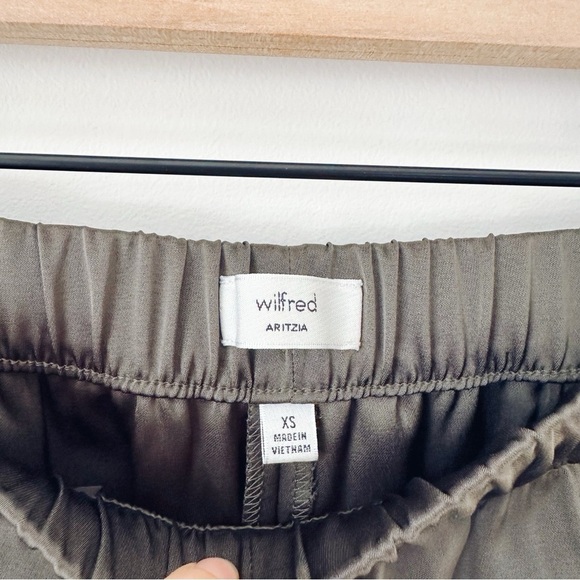 wilfred
ARITZIA
XS
MADE IN
VIETNAM